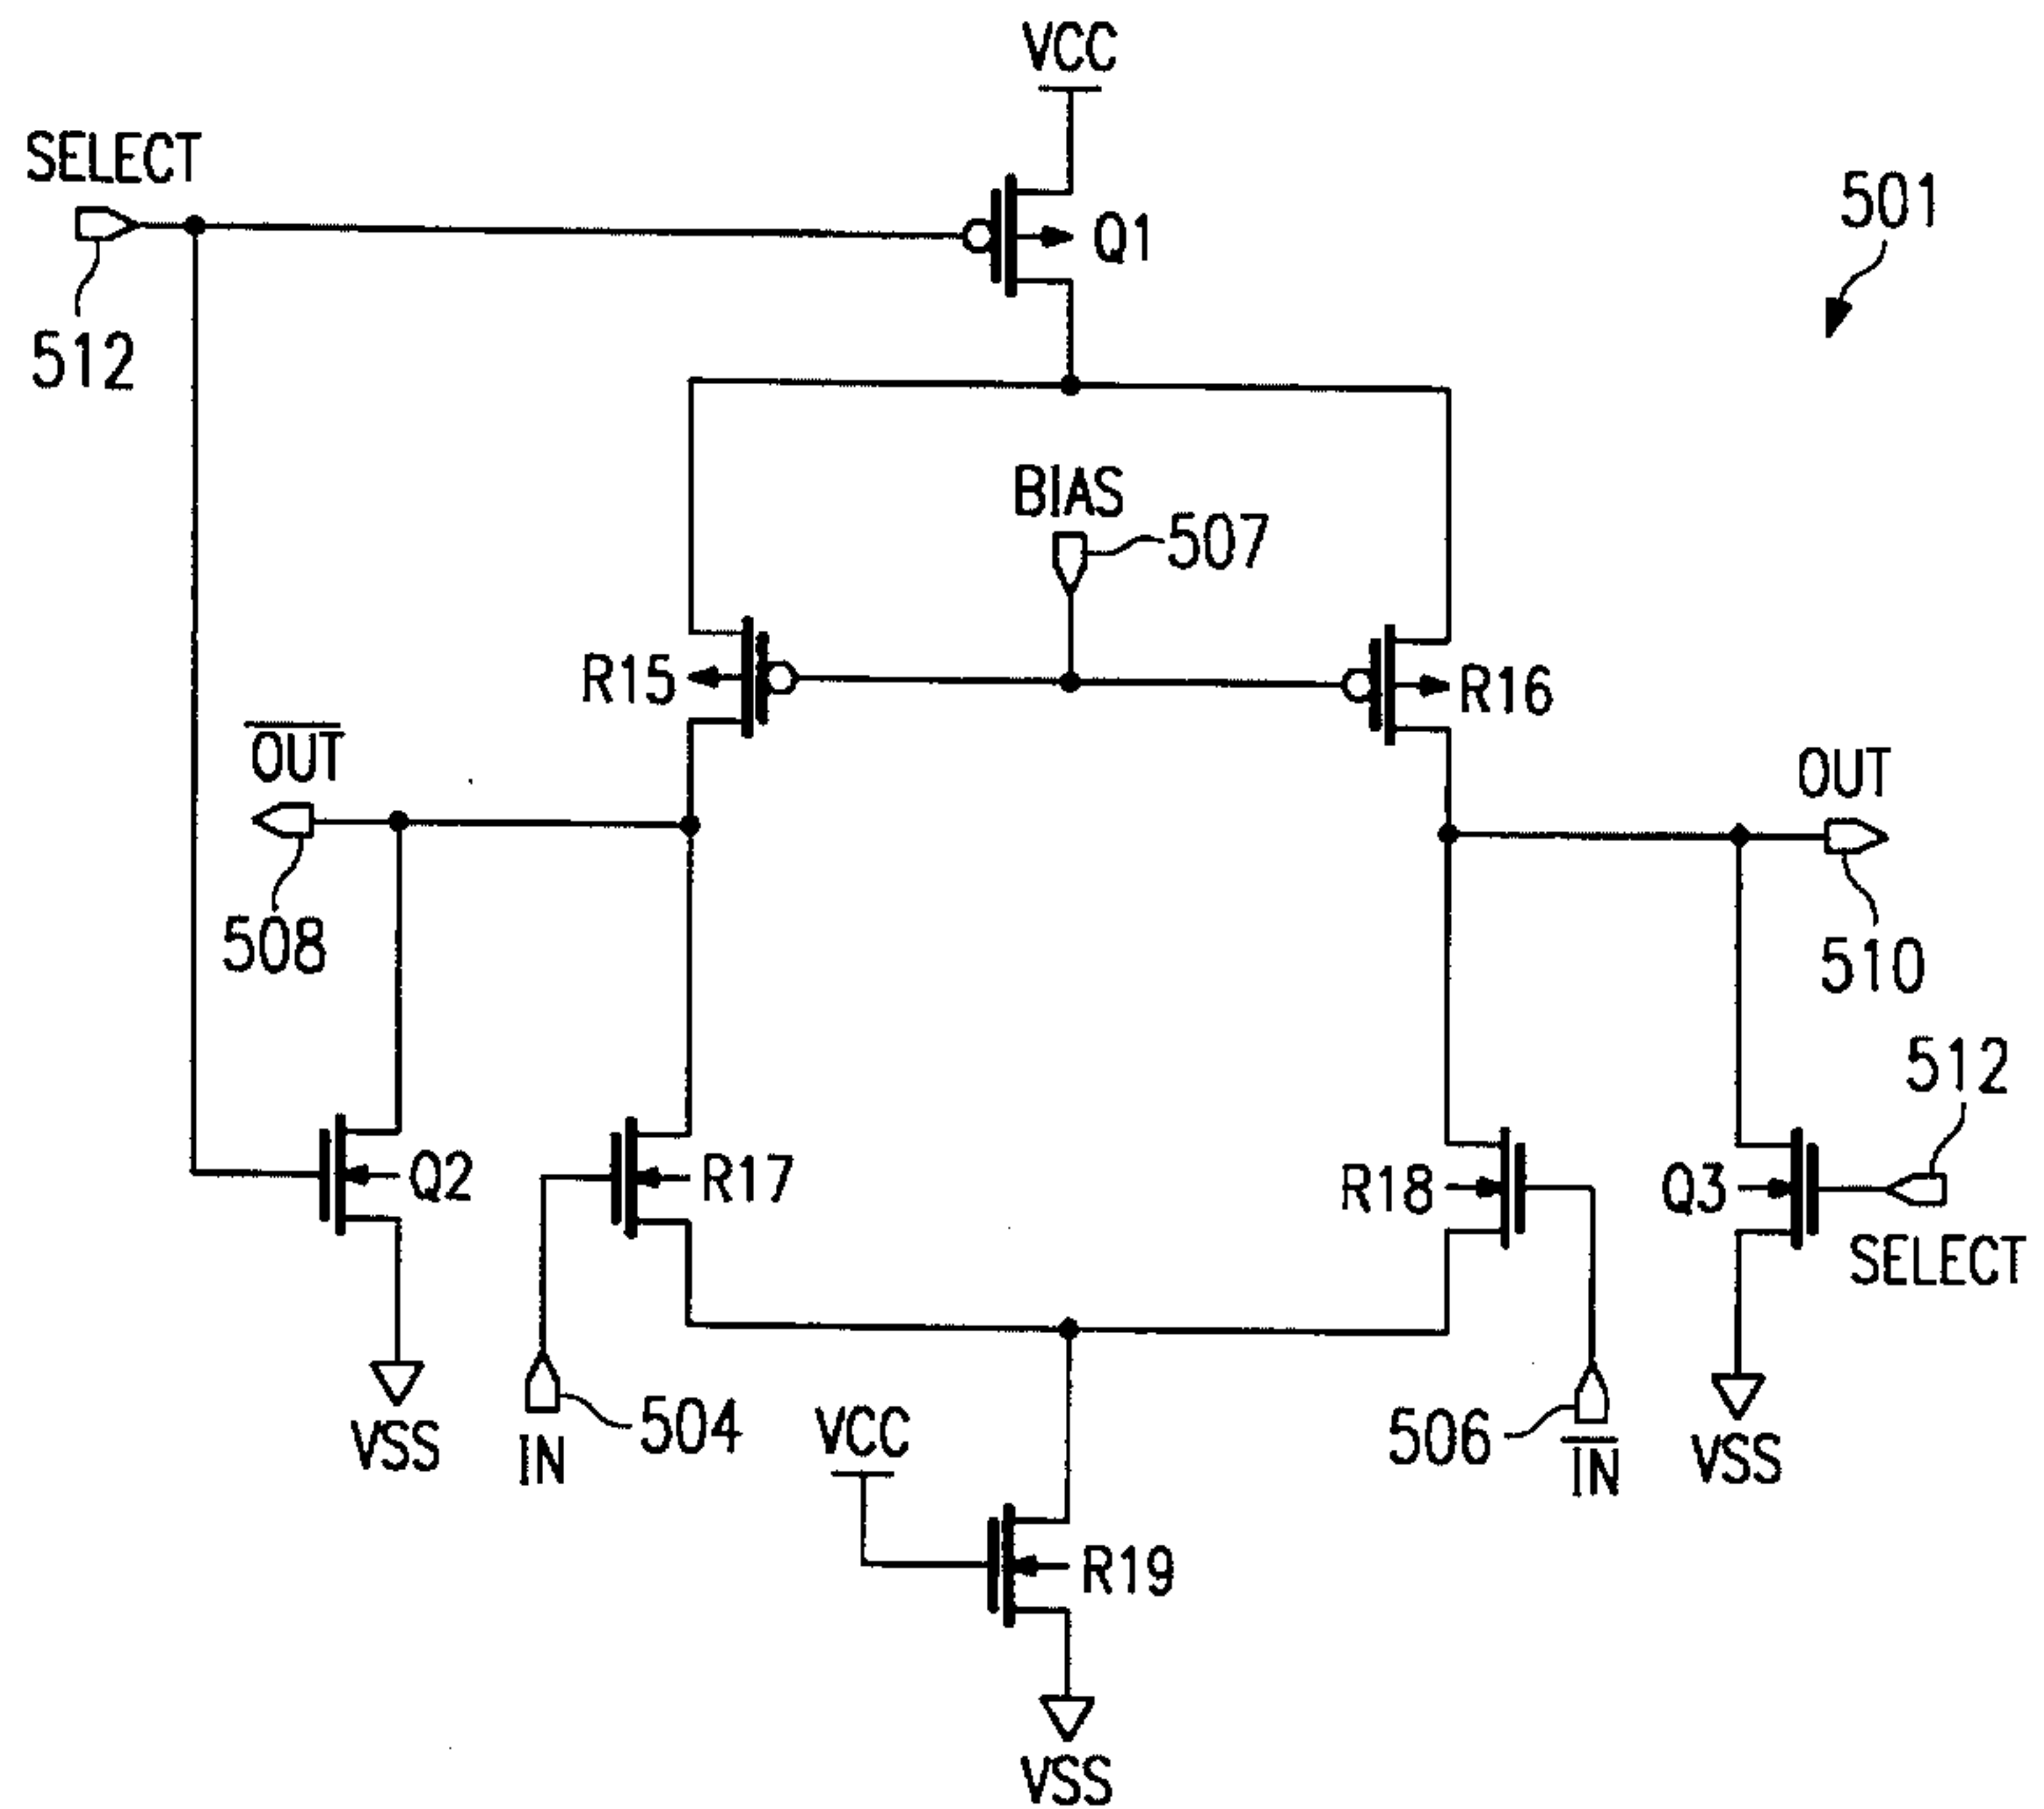 VCC
SELECT
501
Q1
512
BIAS
507
R15
R16
OUT
OUT
508
510
512
Q2
R17
R18
Q3
SELECT
504
506
VSS
IN
VCC
IN
VSS
R19
VSS